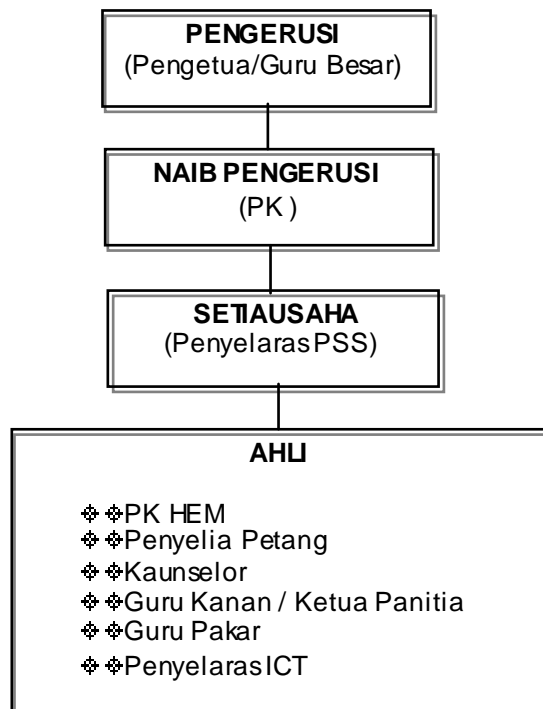 PENGERUSI
(Pengetua/Guru Besar)
NAIB PENGERUSI
(PK )
SETIAUSAHA
(Penyelaras PSS)
AHLI
PK HEM
Penyelia Petang
Kaunselor
Guru Kanan / Ketua Panitia
Guru Pakar
Penyelaras ICT